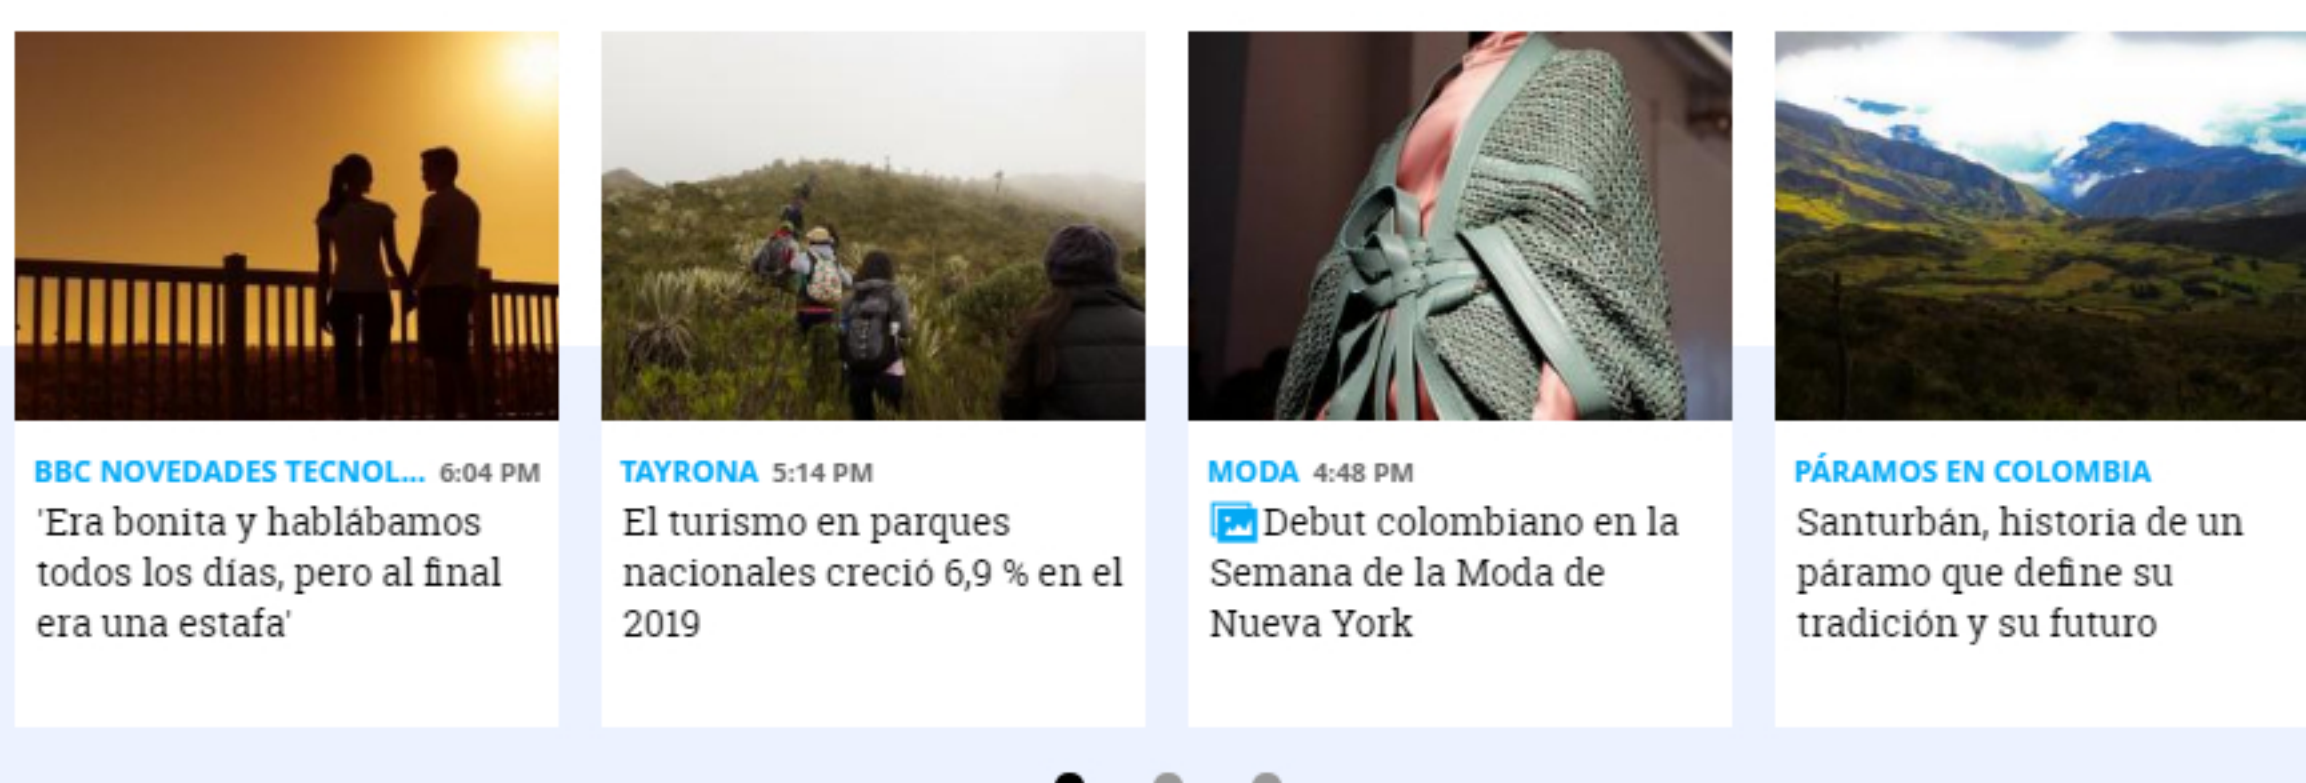 BBC NOVEDADES TECNOL... 6:04 PM
'Era bonita y hablábamos
todos los días, pero al final
era una estafa'
TAYRONA 5:14 PM
El turismo en parques
nacionales creció 6,9 % en el
2019
MODA 4:48 PM
Debut colombiano en la
Semana de la Moda de
Nueva York
PÁRAMOS EN COLOMBIA
Santurbán, historia de un
páramo que define su
tradición y su futuro